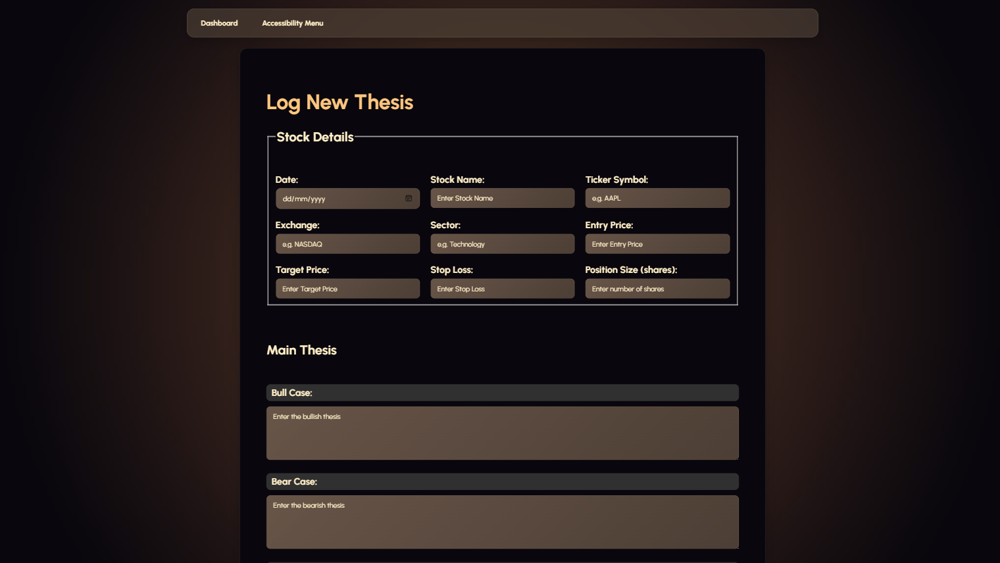 Dashboard Accessibility Menu
Log New Thesis
Stock Details
Date: Stock Name: Ticker Symbol:
dd/mm/yyyy Enter Stock Name e.g. AAPL
Exchange: Sector: Entry Price:
e.g. NASDAQ e.g. Technology Enter Entry Price
Target Price: Stop Loss: Position Size (shares):
Enter Target Price Enter Stop Loss Enter number of shares
Main Thesis
Bull Case:
Enter the bullish thesis
Bear Case:
Enter the bearish thesis